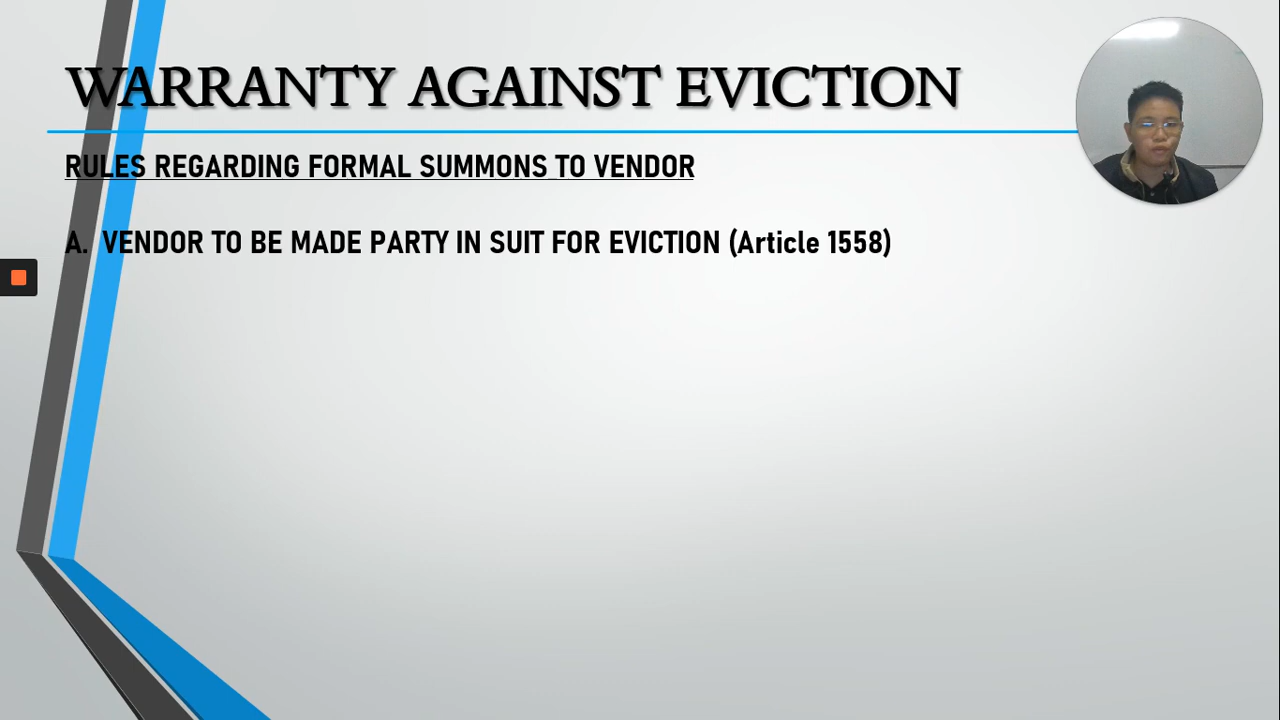 WARRANTY AGAINST EVICTION
RULES REGARDING FORMAL SUMMONS TO VENDOR
A. VENDOR TO BE MADE PARTY IN SUIT FOR EVICTION (Article 1558)